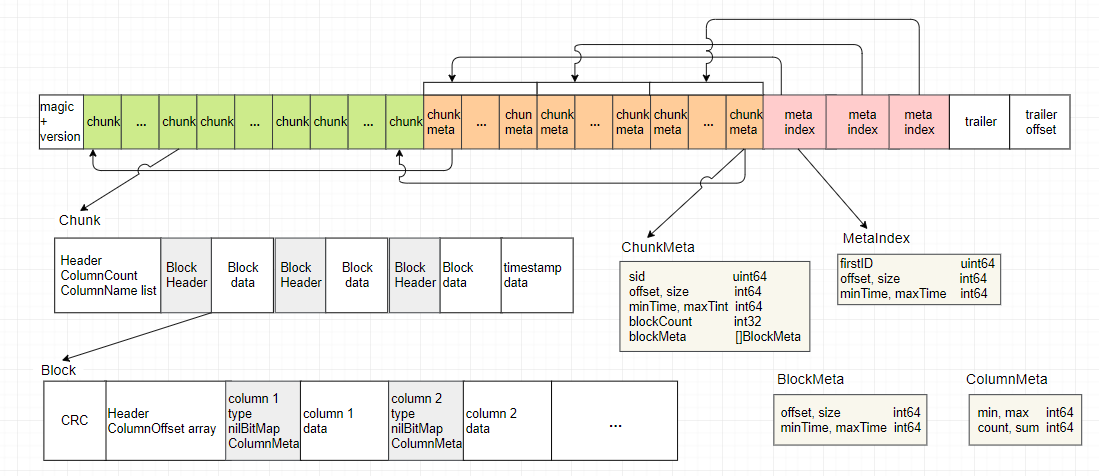 magic
+
version
chunk
...
chunk
chunk
...
chunk
chunk
...
chunk
chunk
meta
...
chun
meta
chunk
meta
...
chunk
meta
chunk
meta
...
chunk
meta
meta
index
meta
index
meta
index
trailer
trailer
offset
Chunk
Header
ColumnCount
ColumnName list
Block
Header
Block
data
Block
Header
Block
data
Block
Header
Block
data
timestamp
data
ChunkMeta
sid uint64
offset, size int64
minTime, maxTint int64
blockCount int32
blockMeta []BlockMeta
MetaIndex
firstID uint64
offset, size int64
minTime, maxTime int64
Block
CRC
Header
ColumnOffset array
column 1
type
nilBitMap
ColumnMeta
column 1
data
column 2
type
nilBitMap
ColumnMeta
column 2
data
...
BlockMeta
offset, size int64
minTime, maxTime int64
ColumnMeta
min, max int64
count, sum int64